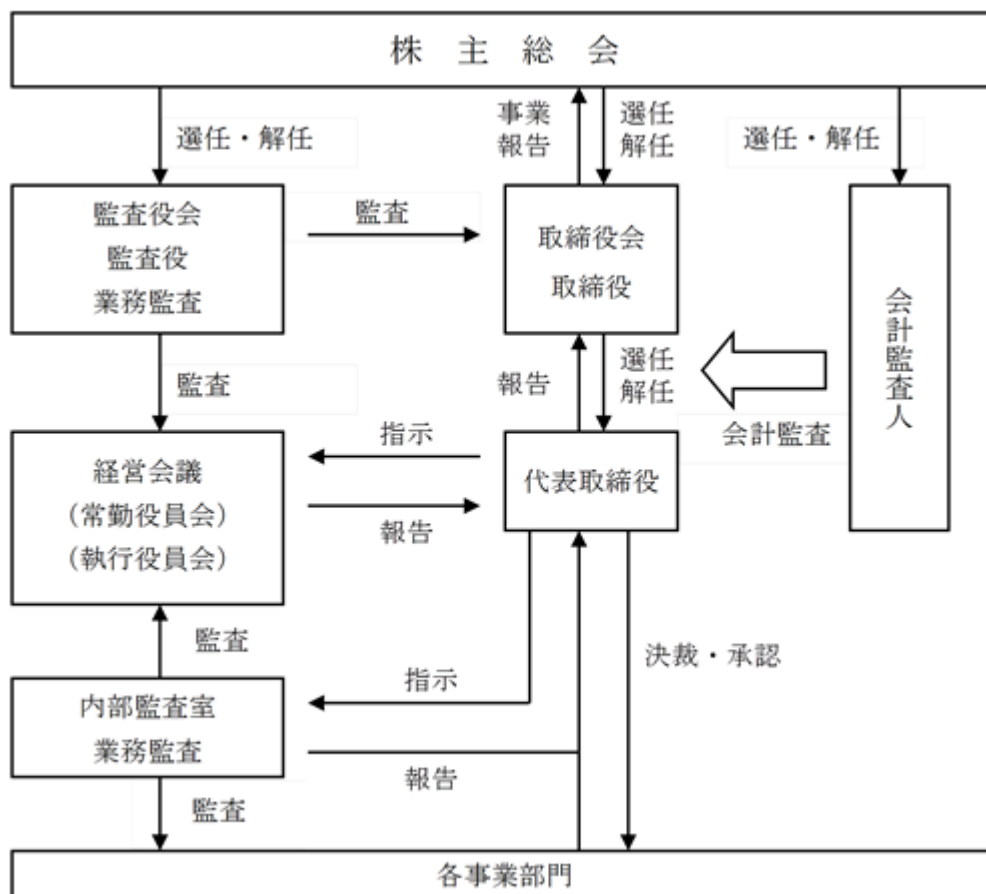 株主総会
選任・解任
事業
報告
選任
解任
選任・解任
監査役会
監査役
業務監査
監査
取締役会
取締役
会計監査人
監査
報告
選任
解任
会計監査
経営会議
(常勤役員会)
(執行役員会)
指示
報告
代表取締役
監査
指示
決裁・承認
内部監査室
業務監査
報告
監査
各事業部門